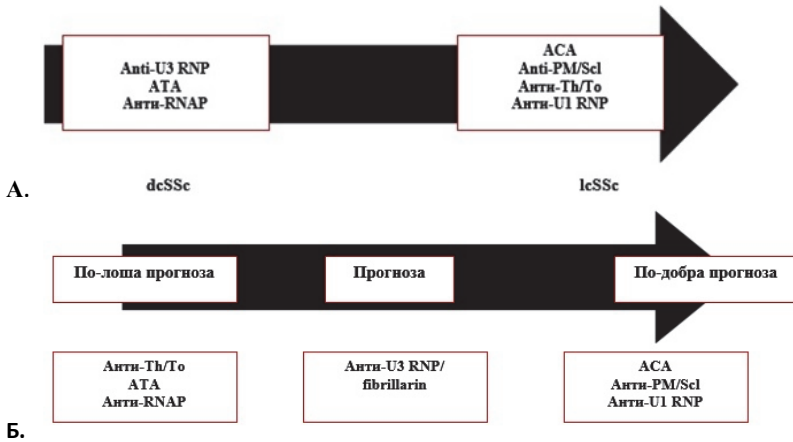 Anti-U3 RNP
ATA
Анти-RNAP
ACA
Anti-PM/Scl
Анти-Th/To
Анти-U1 RNP
А.
dcSSc
lcSSc
По-лоша прогноза
Прогноза
По-добра прогноза
Анти-Th/To
ATA
Анти-RNAP
Анти-U3 RNP/
fibrillarin
ACA
Анти-PM/Scl
Анти-U1 RNP
Б.